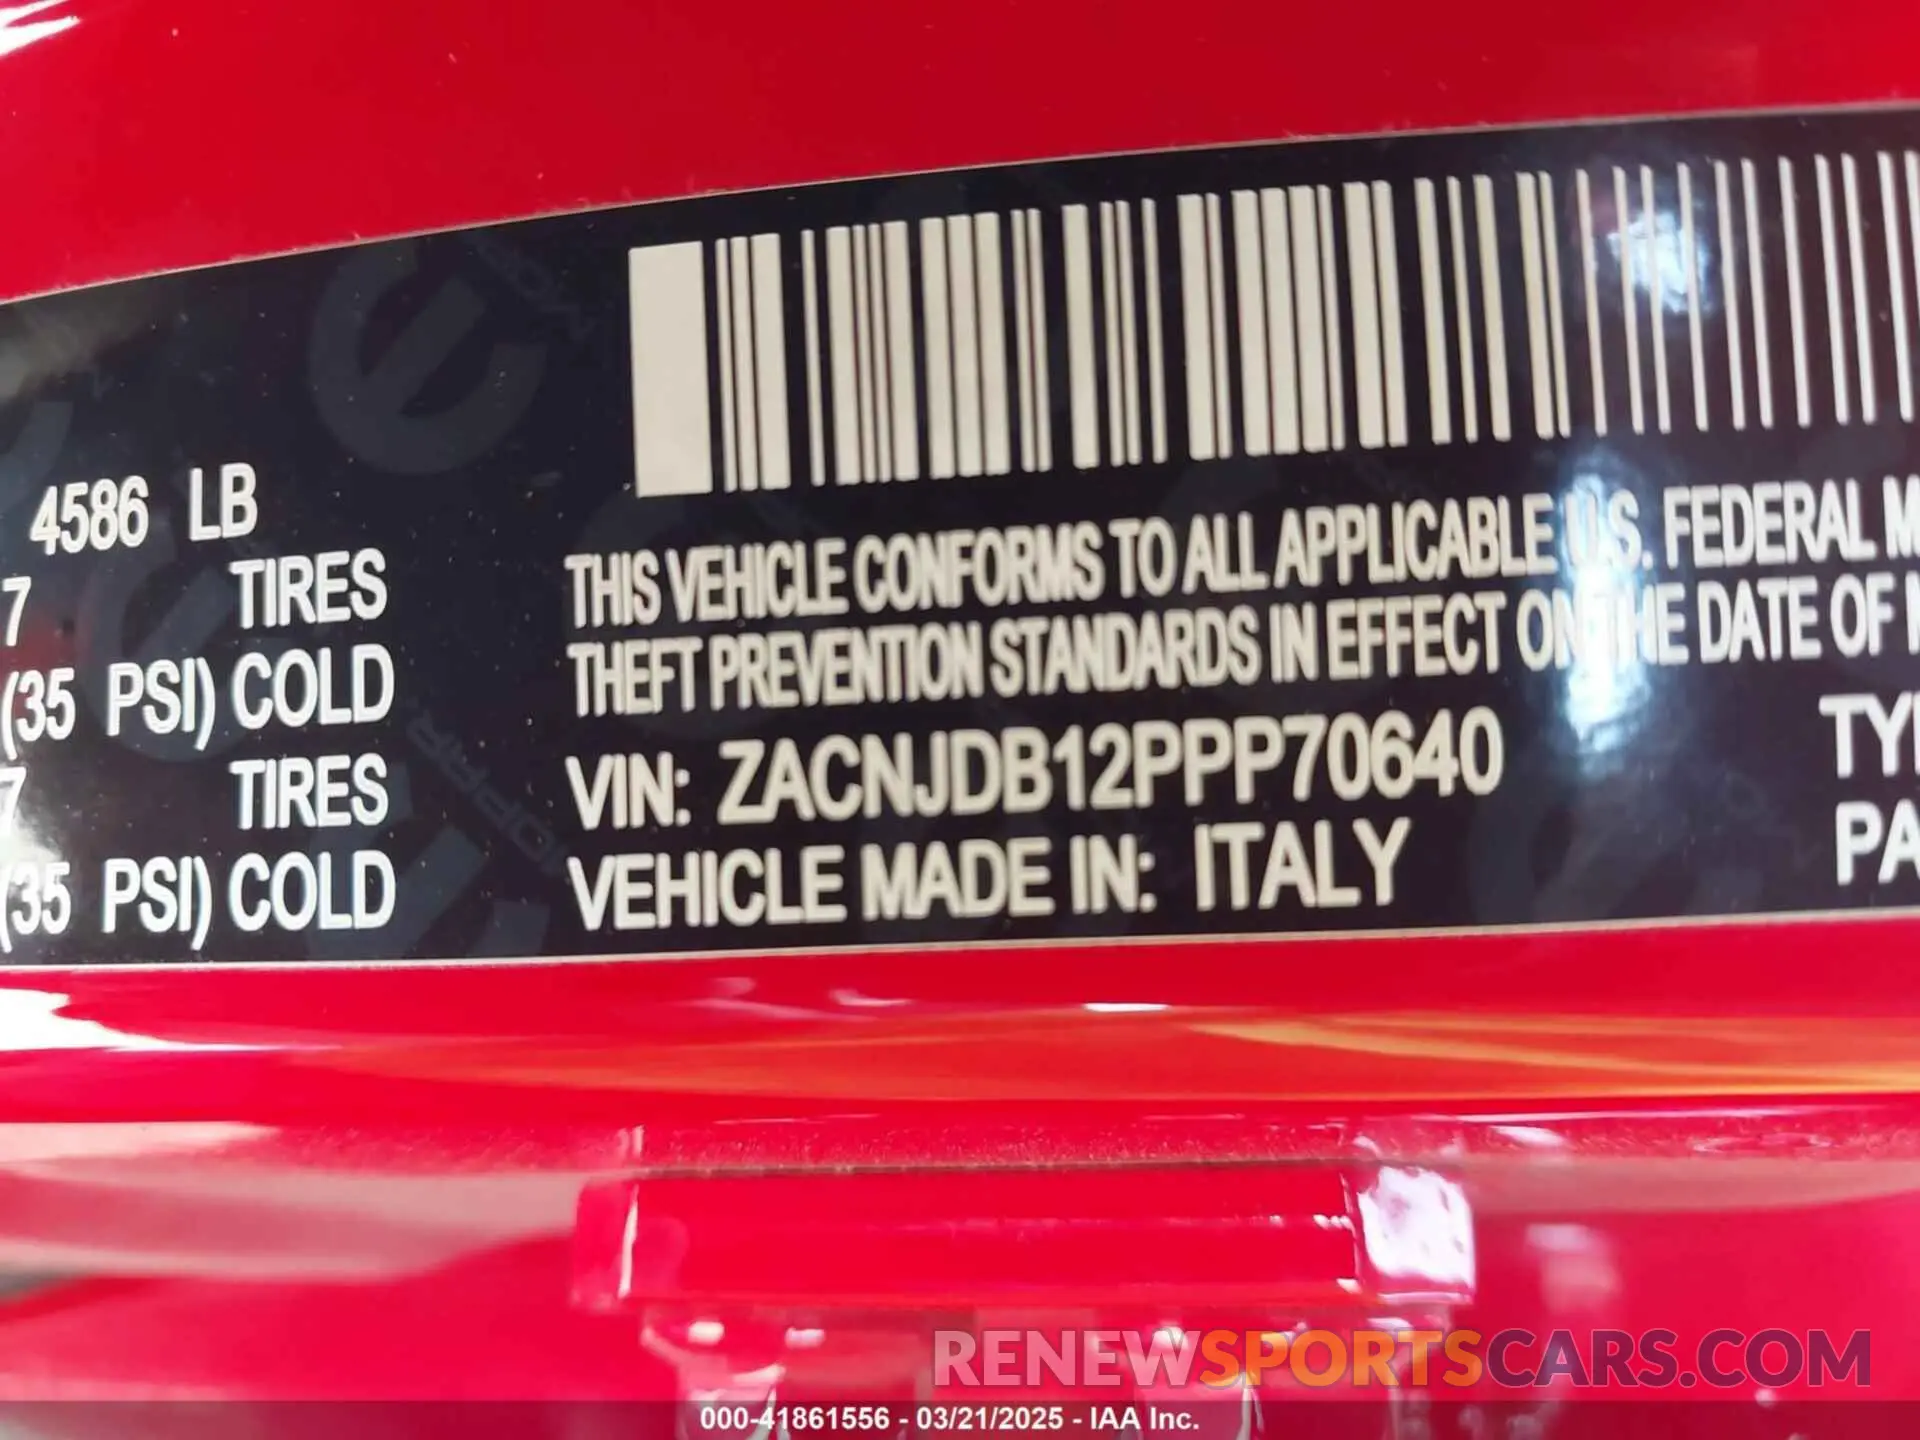 4586 LB
7 TIRES
(35 PSI) COLD
7 TIRES
(35 PSI) COLD
THIS VEHICLE CONFORMS TO ALL APPLICABLE U.S. FEDERAL M
THEFT PREVENTION STANDARDS IN EFFECT ON THE DATE OF
VIN: ZACNJDB12PPP70640
VEHICLE MADE IN: ITALY
TY
PA
RENEWSPORTSCARS.COM
000-41861556 - 03/21/2025 - IAA Inc.